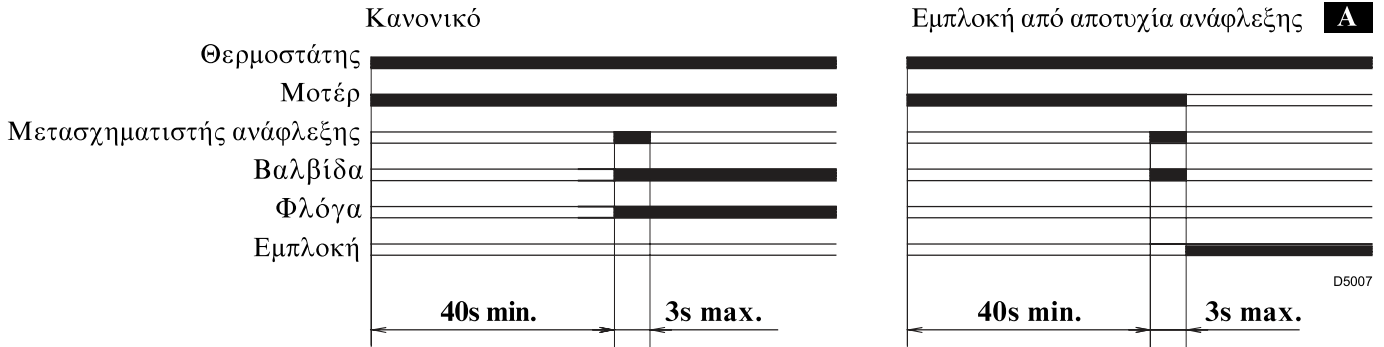 Κανονικό
Εμπλοκή από αποτυχία ανάφλεξης A
Θερμοστάτης
Μοτέρ
Μετασχηματιστής ανάφλεξης
Βαλβίδα
Φλόγα
Εμπλοκή
D5007
40s min. 3s max. 40s min. 3s max.